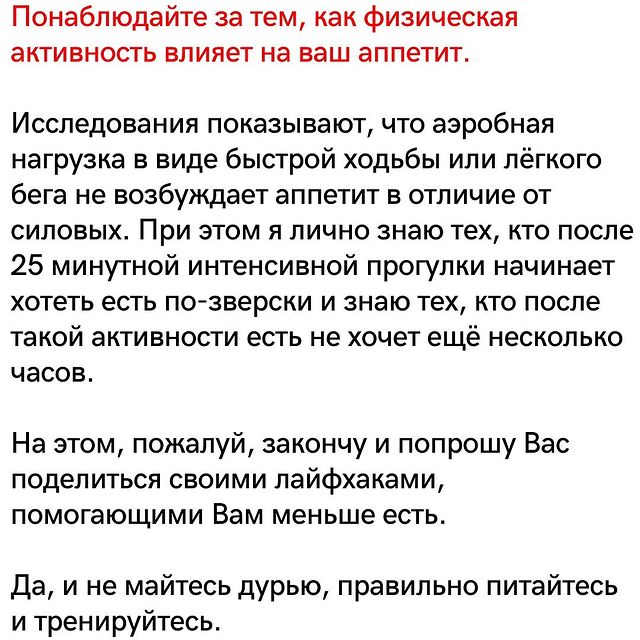 Понаблюдайте за тем, как физическая
активность влияет на ваш аппетит.
Исследования показывают, что аэробная
нагрузка в виде быстрой ходьбы или лёгкого
бега не возбуждает аппетит в отличие от
силовых. При этом я лично знаю тех, кто после
25 минутной интенсивной прогулки начинает
хотеть есть по-зверски и знаю тех, кто после
такой активности есть не хочет ещё несколько
часов.
На этом, пожалуй, закончу и попрошу Вас
поделиться своими лайфхаками,
помогающими Вам меньше есть.
Да, и не майтесь дурью, правильно питайтесь
и тренируйтесь.